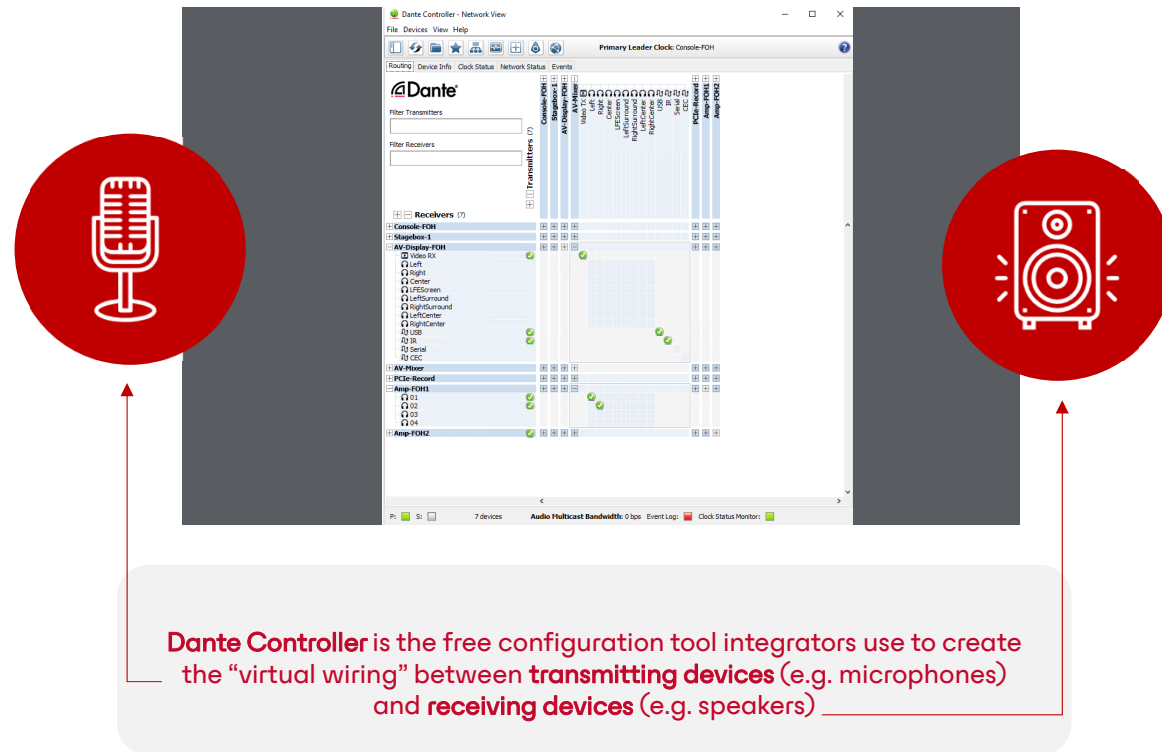 Dante Controller - Network View
File Devices View Help
Primary Leader Clock: Console-FOH
Routing Device Info Clock Status Network Status Events
Dante
Filter Transmitters
Filter Receivers
Transmitters (7)
Console-FOH
Stagebox-1
AV-Display-FOH
AV-Mixer
Video TX
Left
Right
Center
LFEScreen
LeftSurround
RightSurround
LeftCenter
RightCenter
USB
IR
Serial
CEC
PCIe-Record
Amp-FOH1
Amp-FOH2
Receivers (7)
Console-FOH
Stagebox-1
AV-Display-FOH
Video RX
Left
Right
Center
LFEScreen
LeftSurround
RightSurround
LeftCenter
RightCenter
USB
IR
Serial
CEC
AV-Mixer
PCIe-Record
Amp-FOH1
01
02
03
04
Amp-FOH2
P: S: 7 devices Audio Multicast Bandwidth: 0 bps Event Log: Clock Status Monitor:
Dante Controller is the free configuration tool integrators use to create
the “virtual wiring” between transmitting devices (e.g. microphones)
and receiving devices (e.g. speakers)